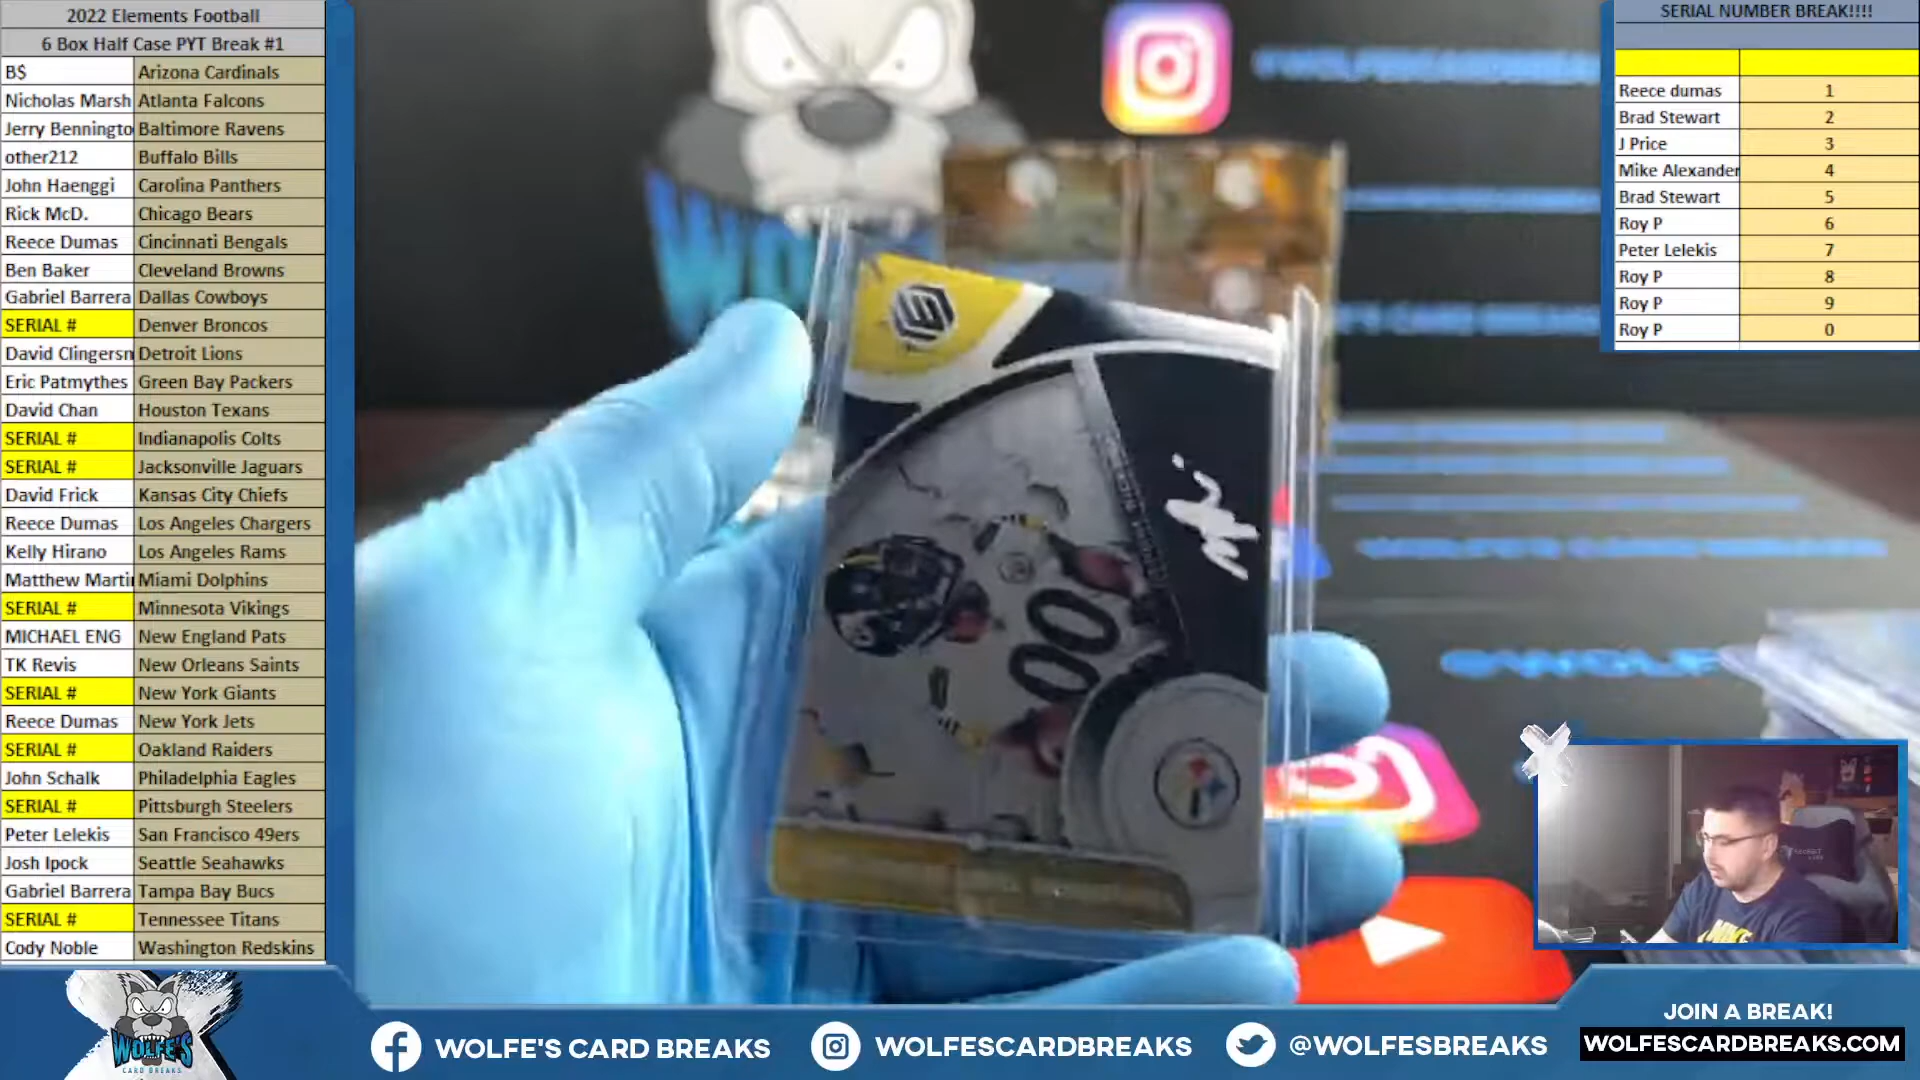 2022 Elements Football
6 Box Half Case PYT Break #1
B$ Arizona Cardinals
Nicholas Marsh Atlanta Falcons
Jerry Benningto Baltimore Ravens
other212 Buffalo Bills
John Haenggi Carolina Panthers
Rick McD. Chicago Bears
Reece Dumas Cincinnati Bengals
Ben Baker Cleveland Browns
Gabriel Barrera Dallas Cowboys
SERIAL # Denver Broncos
David Clingersn Detroit Lions
Eric Patmythes Green Bay Packers
David Chan Houston Texans
SERIAL # Indianapolis Colts
SERIAL # Jacksonville Jaguars
David Frick Kansas City Chiefs
Reece Dumas Los Angeles Chargers
Kelly Hirano Los Angeles Rams
Matthew Marti Miami Dolphins
SERIAL # Minnesota Vikings
MICHAEL ENG New England Pats
TK Revis New Orleans Saints
SERIAL # New York Giants
Reece Dumas New York Jets
SERIAL # Oakland Raiders
John Schalk Philadelphia Eagles
SERIAL # Pittsburgh Steelers
Peter Lelekis San Francisco 49ers
Josh Ipock Seattle Seahawks
Gabriel Barrera Tampa Bay Bucs
SERIAL # Tennessee Titans
Cody Noble Washington Redskins
SERIAL NUMBER BREAK!!!!
Reece dumas 1
Brad Stewart 2
J Price 3
Mike Alexander 4
Brad Stewart 5
Roy P 6
Peter Lelekis 7
Roy P 8
Roy P 9
Roy P 0
00
WOLFE'S
CARD BREAKS
WOLFE'S CARD BREAKS
WOLFESCARDBREAKS
@WOLFESBREAKS
JOIN A BREAK!
WOLFESCARDBREAKS.COM